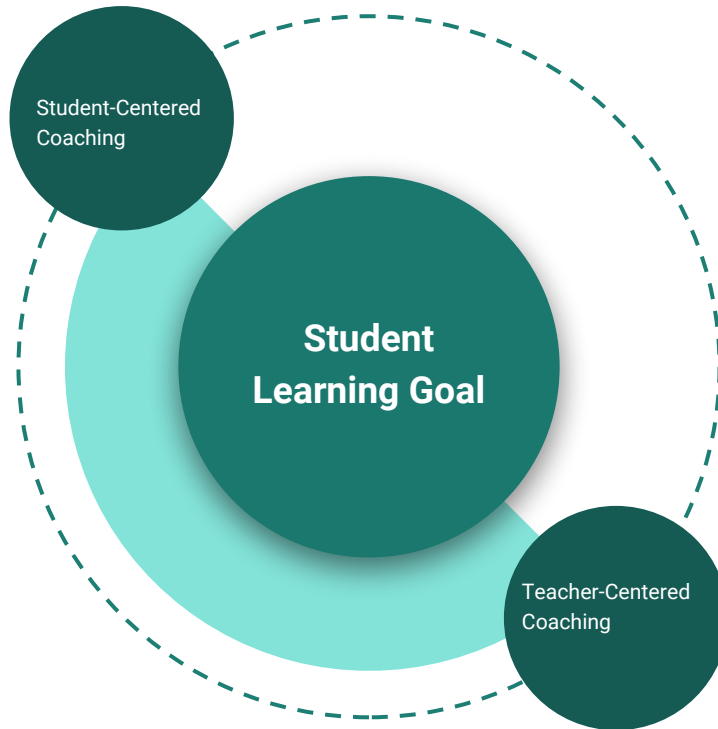 Student-Centered
Coaching
Student
Learning Goal
Teacher-Centered
Coaching